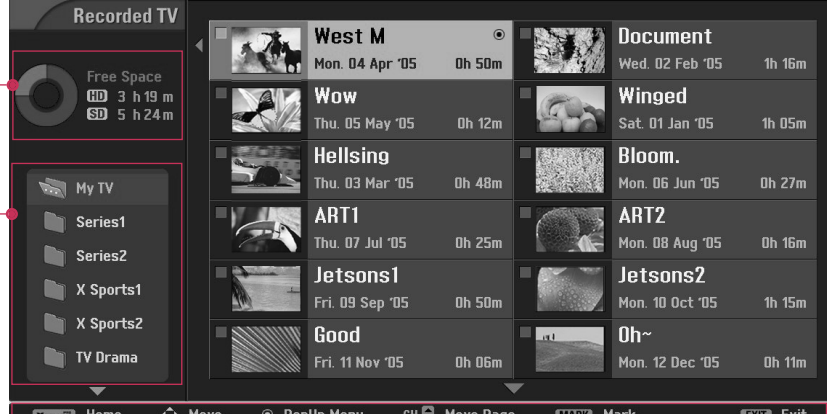 Recorded TV
Free Space
HD 3 h 19 m
SD 5 h 24 m
My TV
Series1
Series2
X Sports1
X Sports2
TV Drama
West M
Mon. 04 Apr '05 0h 50m
Document
Wed. 02 Feb '05 1h 16m
Wow
Thu. 05 May '05 0h 12m
Winged
Sat. 01 Jan '05 1h 05m
Hellsing
Thu. 03 Mar '05 0h 48m
Bloom.
Mon. 06 Jun '05 0h 27m
ART1
Thu. 07 Jul '05 0h 25m
ART2
Mon. 08 Aug '05 0h 16m
Jetsons1
Fri. 09 Sep '05 0h 50m
Jetsons2
Mon. 10 Oct '05 1h 15m
Good
Fri. 11 Nov '05 0h 06m
Oh~
Mon. 12 Dec '05 0h 11m
Home Move PopUp Menu CH Move Page MARK Mark EXIT Exit